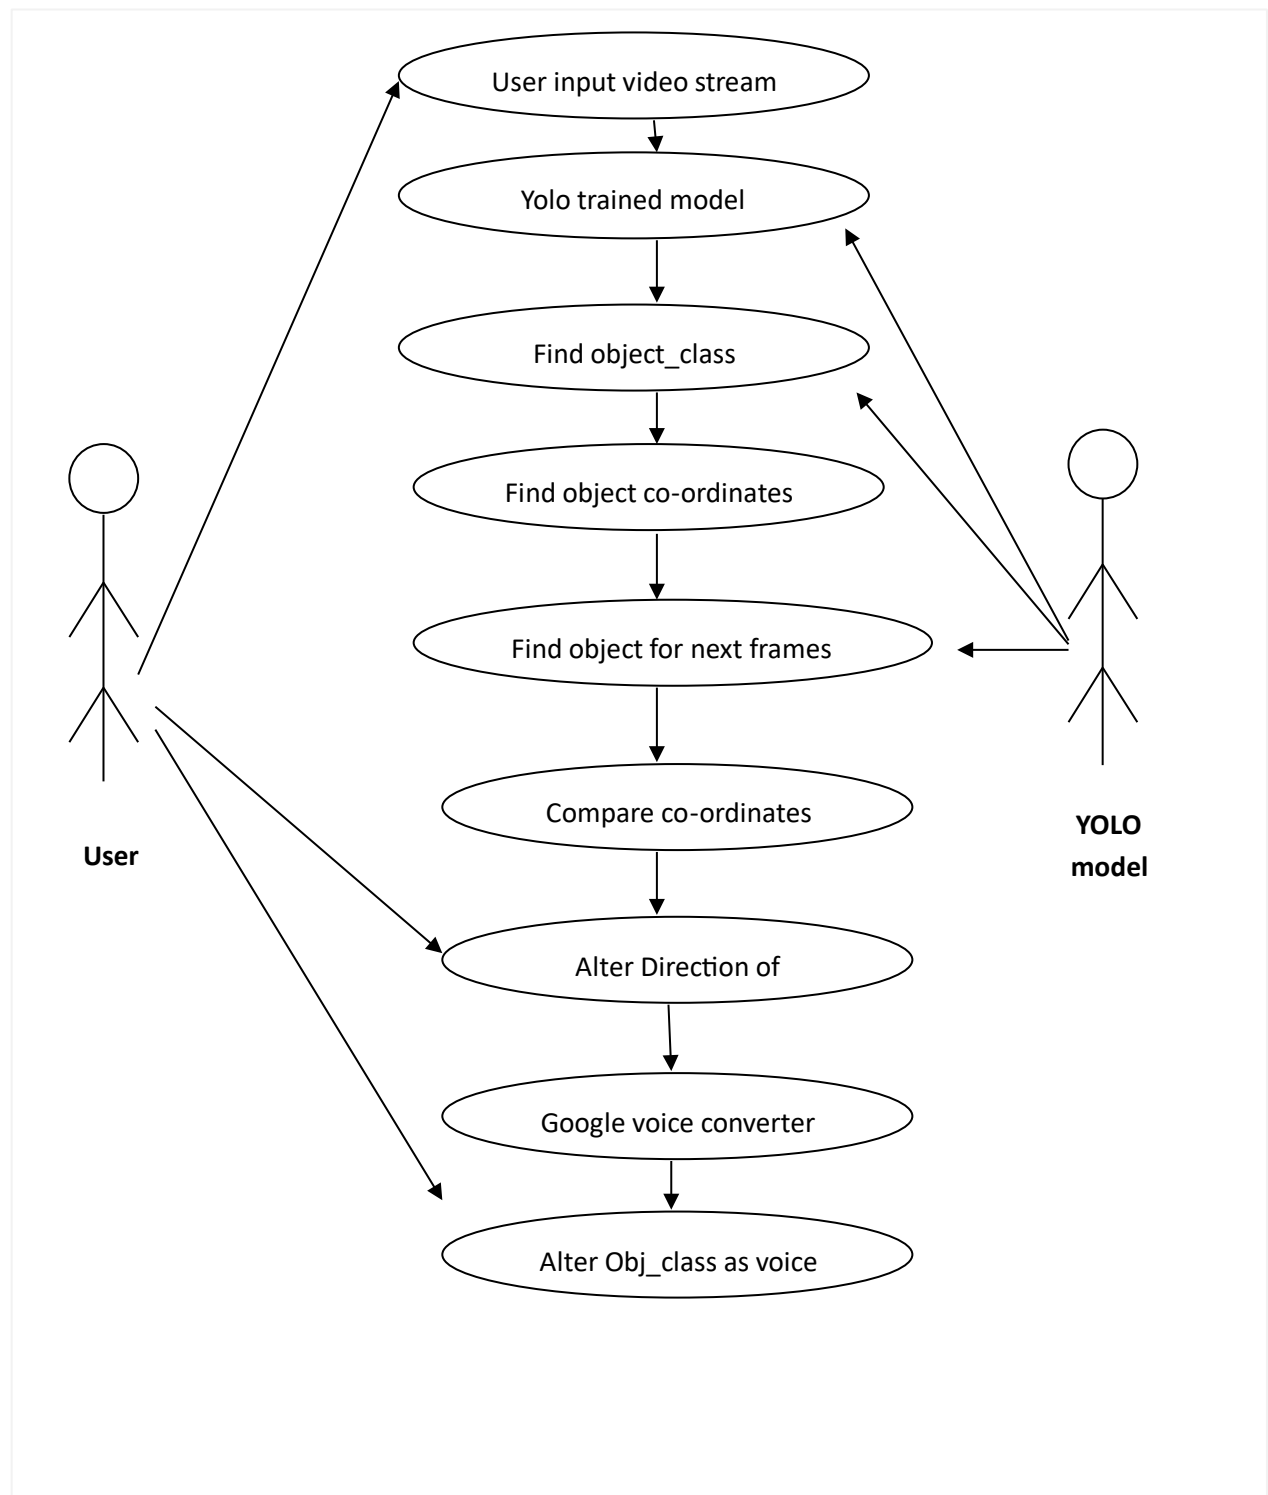 User input video stream
Yolo trained model
Find object_class
Find object co-ordinates
Find object for next frames
Compare co-ordinates
YOLO
model
User
Alter Direction of
Google voice converter
Alter Obj_class as voice